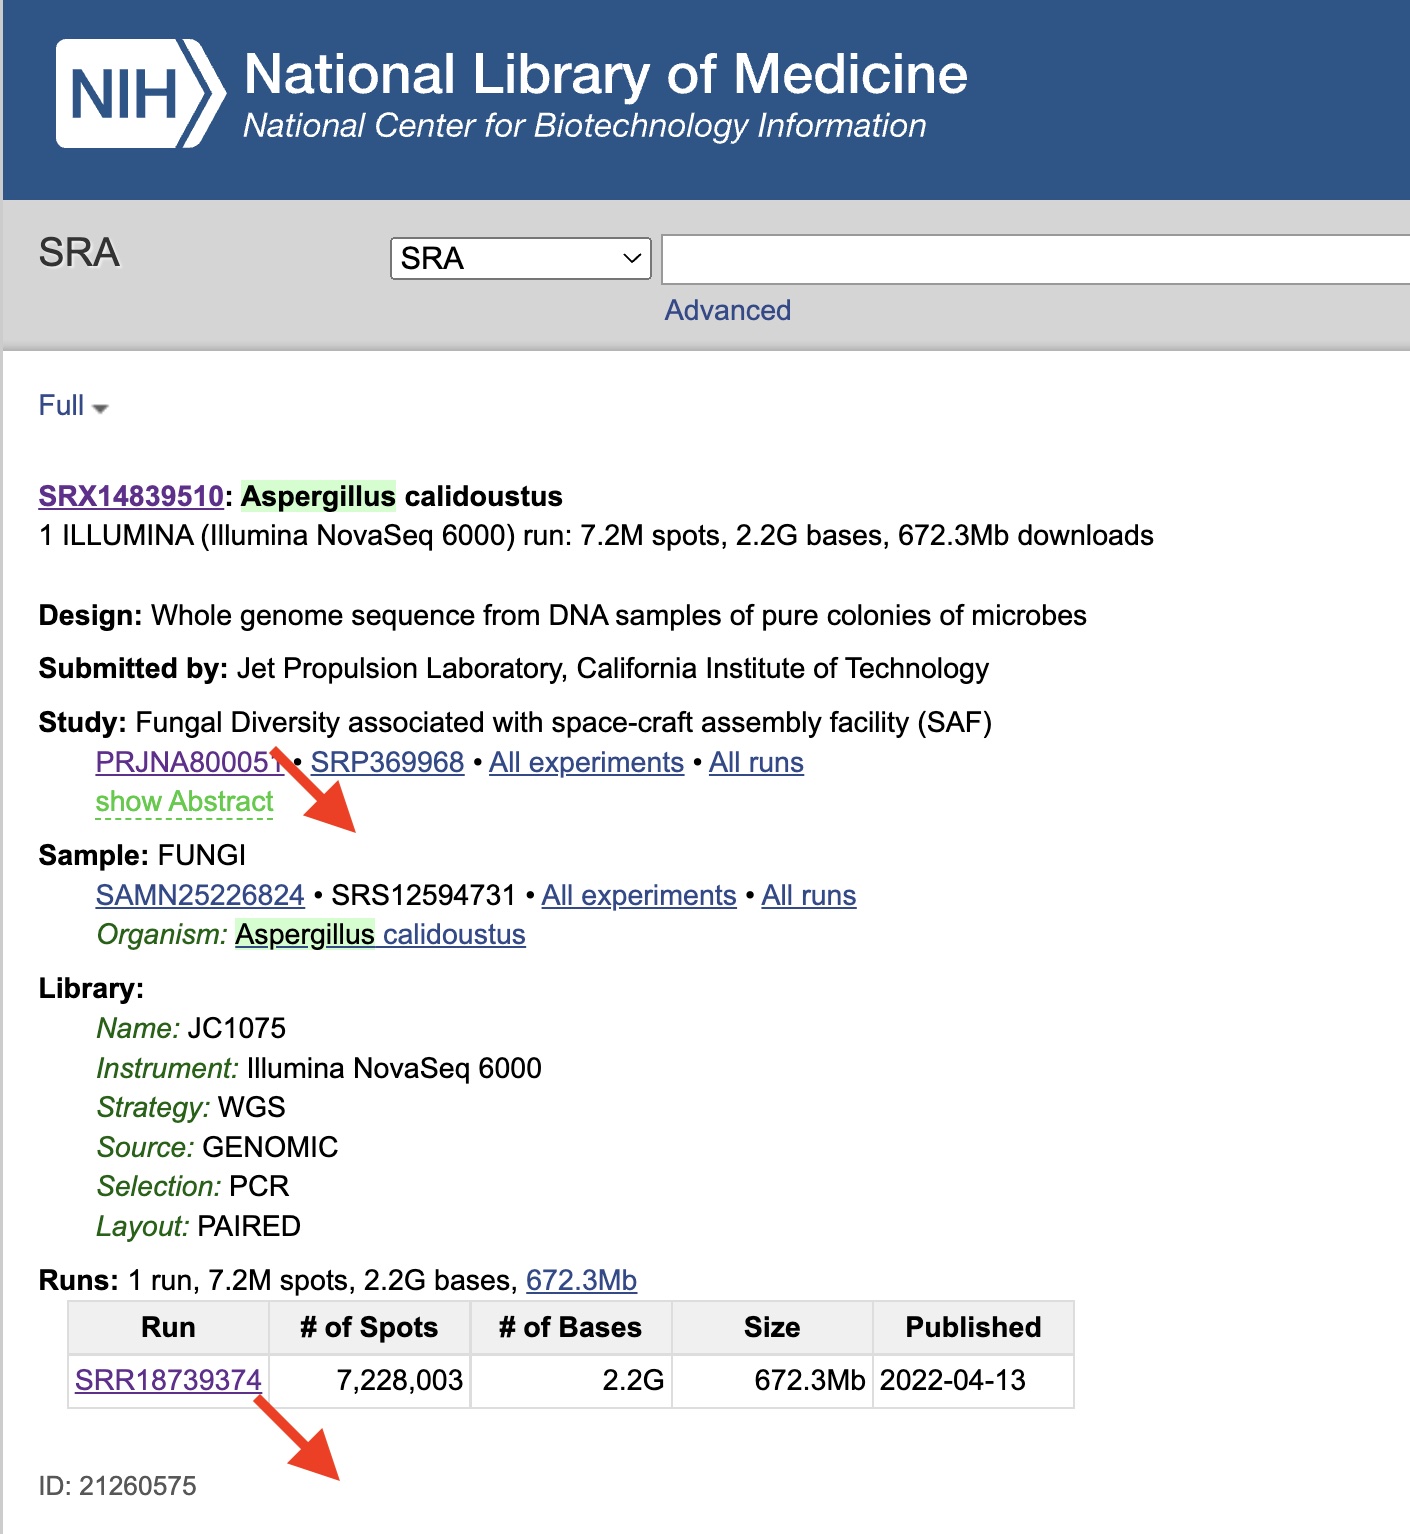 NIH National Library of Medicine
National Center for Biotechnology Information
SRA
SRA
Advanced
Full
SRX14839510: Aspergillus calidoustus
1 ILLUMINA (Illumina NovaSeq 6000) run: 7.2M spots, 2.2G bases, 672.3Mb downloads
Design: Whole genome sequence from DNA samples of pure colonies of microbes
Submitted by: Jet Propulsion Laboratory, California Institute of Technology
Study: Fungal Diversity associated with space-craft assembly facility (SAF)
PRJNA800051 • SRP369968 • All experiments • All runs
show Abstract
Sample: FUNGI
SAMN25226824 • SRS12594731 • All experiments • All runs
Organism: Aspergillus calidoustus
Library:
Name: JC1075
Instrument: Illumina NovaSeq 6000
Strategy: WGS
Source: GENOMIC
Selection: PCR
Layout: PAIRED
Runs: 1 run, 7.2M spots, 2.2G bases, 672.3Mb
Run # of Spots # of Bases Size Published
SRR18739374 7,228,003 2.2G 672.3Mb 2022-04-13
ID: 21260575